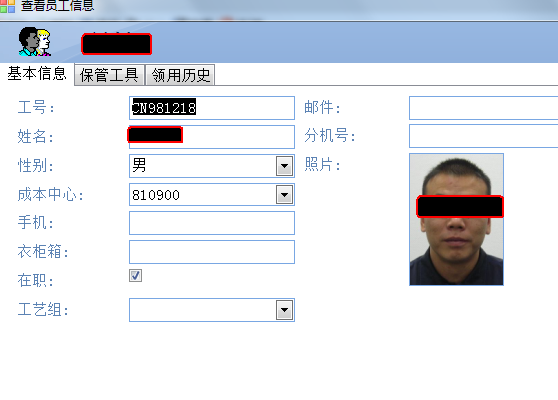 查看员工信息
基本信息 保管工具 领用历史
工号： CN981218 邮件：
姓名： 分机号：
性别： 男 照片：
成本中心： 810900
手机：
衣柜箱：
在职：
工艺组：